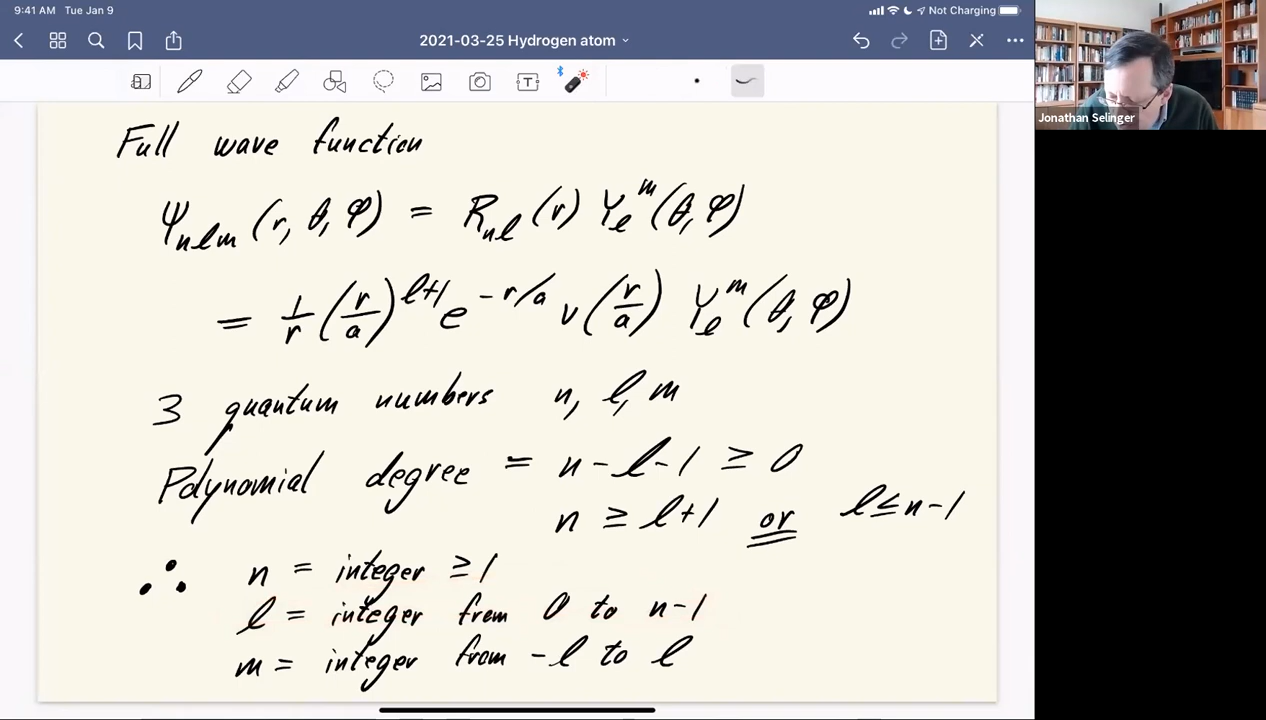 9:41 AM Tue Jan 9
Not Charging
2021-03-25 Hydrogen atom
Jonathan Selinger
Full wave function
Ψₙₗₘ (r, θ, φ) = Rₙₗ(r) Yₗᵐ(θ, φ)
= 1/r (r/a)^(l+1) e^(-r/a) v(r/a) Yₗᵐ(θ, φ)
3 quantum numbers n, l, m
Polynomial degree = n-l-1 ≥ 0
n ≥ l+1 or l ≤ n-1
∴ n = integer ≥ 1
l = integer from 0 to n-1
m = integer from -l to l